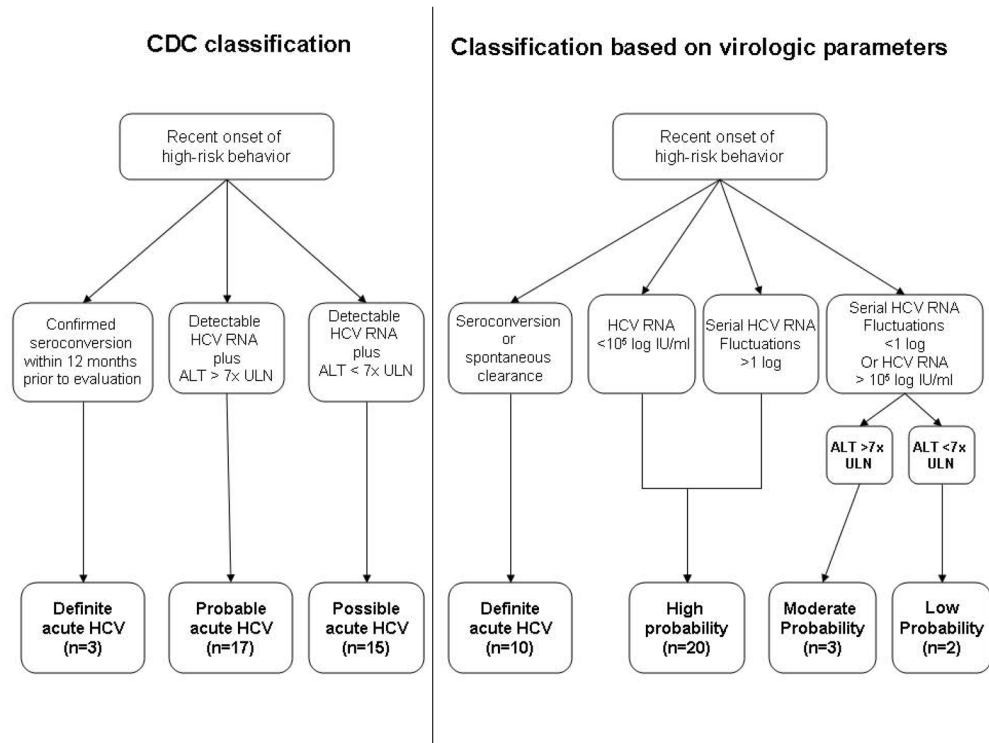 CDC classification
Recent onset of
high-risk behavior
Confirmed
seroconversion
within 12 months
prior to evaluation
Detectable
HCV RNA
plus
ALT > 7x ULN
Detectable
HCV RNA
plus
ALT < 7x ULN
Definite
acute HCV
(n=3)
Probable
acute HCV
(n=17)
Possible
acute HCV
(n=15)
Classification based on virologic parameters
Recent onset of
high-risk behavior
Seroconversion
or
spontaneous
clearance
HCV RNA
<10⁵ log IU/ml
Serial HCV RNA
Fluctuations
>1 log
Serial HCV RNA
Fluctuations
<1 log
Or HCV RNA
> 10⁵ log IU/ml
ALT >7x
ULN
ALT <7x
ULN
Definite
acute HCV
(n=10)
High
probability
(n=20)
Moderate
Probability
(n=3)
Low
Probability
(n=2)